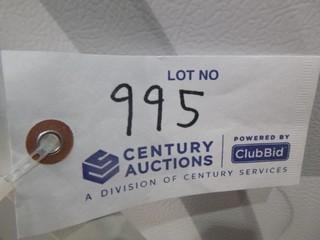 LOT NO
995
CENTURY
AUCTIONS
POWERED BY
ClubBid
A DIVISION OF CENTURY SERVICES